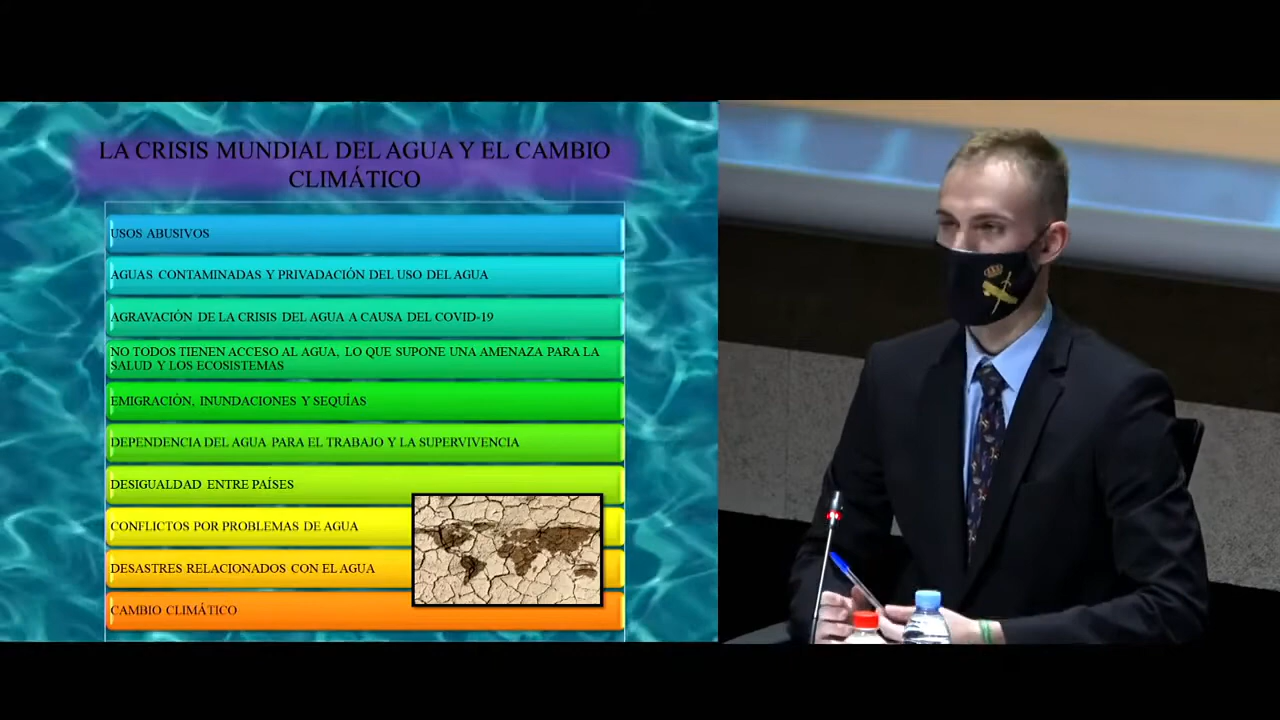 LA CRISIS MUNDIAL DEL AGUA Y EL CAMBIO
CLIMÁTICO
USOS ABUSIVOS
AGUAS CONTAMINADAS Y PRIVADACIÓN DEL USO DEL AGUA
AGRAVACIÓN DE LA CRISIS DEL AGUA A CAUSA DEL COVID-19
NO TODOS TIENEN ACCESO AL AGUA, LO QUE SUPONE UNA AMENAZA PARA LA
SALUD Y LOS ECOSISTEMAS
EMIGRACIÓN, INUNDACIONES Y SEQUÍAS
DEPENDENCIA DEL AGUA PARA EL TRABAJO Y LA SUPERVIVENCIA
DESIGUALDAD ENTRE PAÍSES
CONFLICTOS POR PROBLEMAS DE AGUA
DESASTRES RELACIONADOS CON EL AGUA
CAMBIO CLIMÁTICO